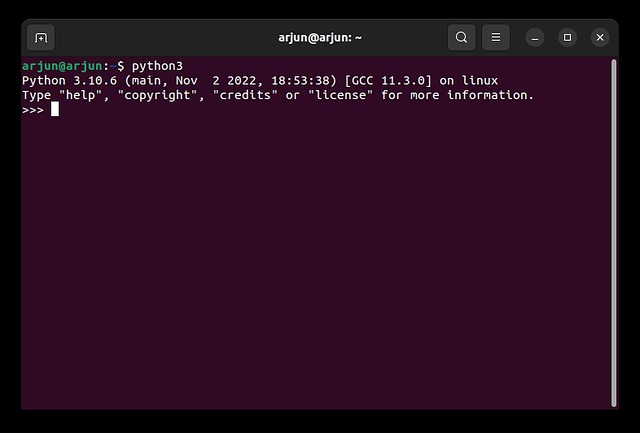 arjun@arjun: ~
arjun@arjun:~$ python3
Python 3.10.6 (main, Nov  2 2022, 18:53:38) [GCC 11.3.0] on linux
Type "help", "copyright", "credits" or "license" for more information.
>>>